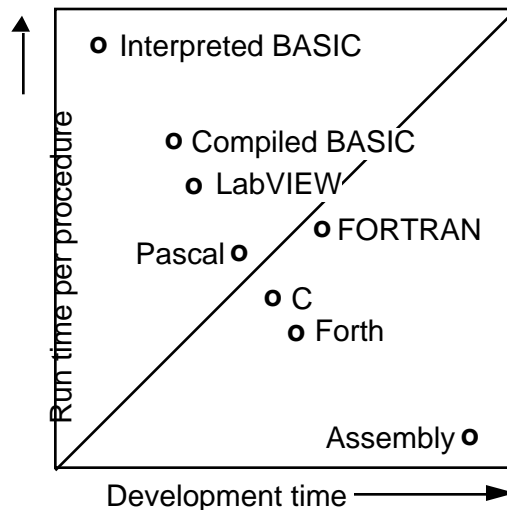 Interpreted BASIC
Compiled BASIC
LabVIEW
FORTRAN
Pascal
C
Forth
Assembly
Run time per procedure
Development time